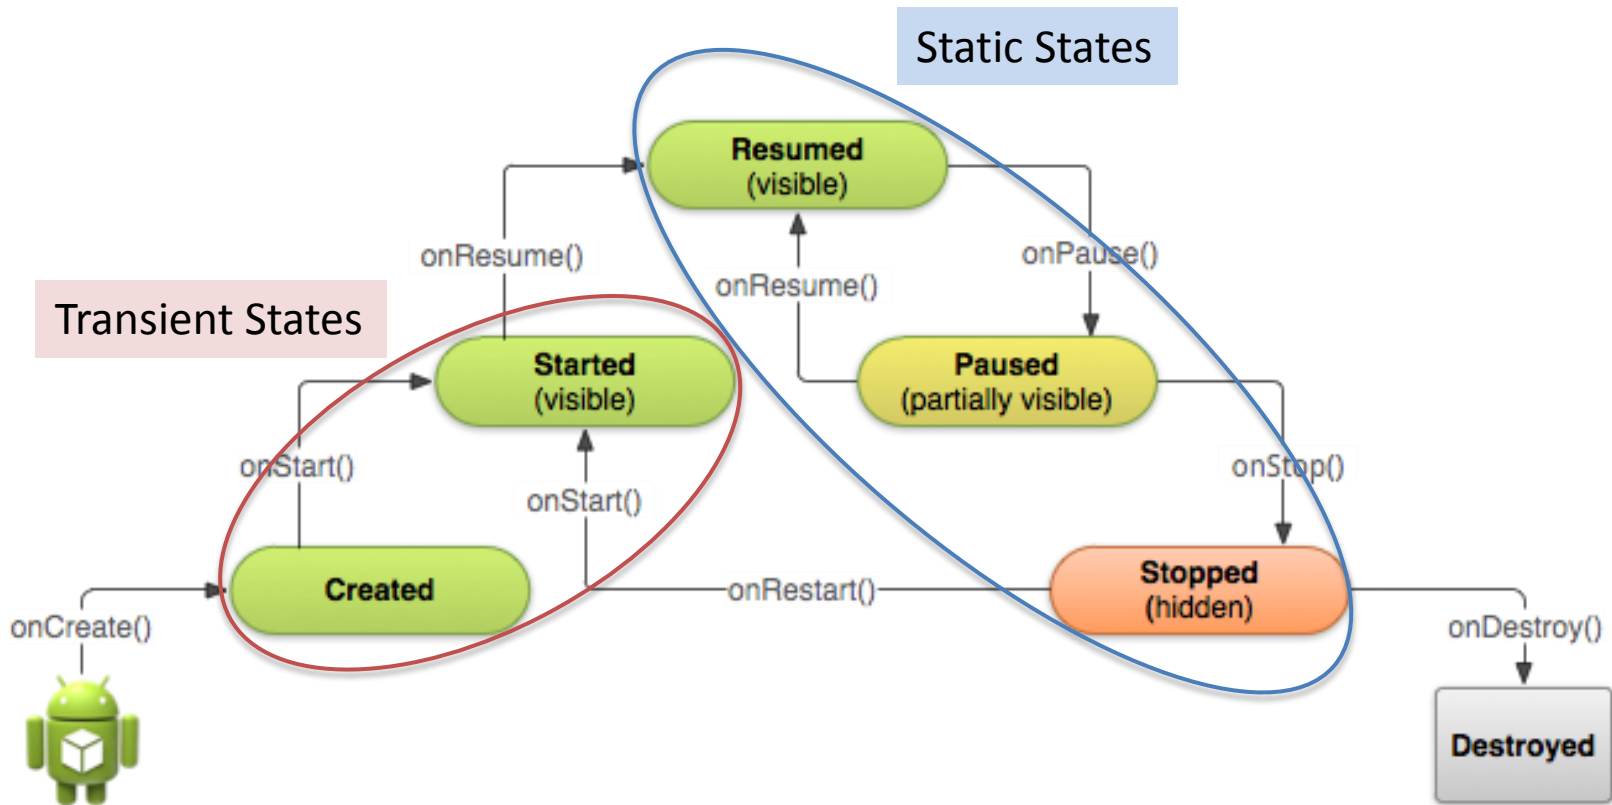 Static States
Resumed
(visible)
onResume()
onPause()
onResume()
Transient States
Started
(visible)
Paused
(partially visible)
onStart()
onStop()
onStart()
Created
onRestart()
Stopped
(hidden)
onCreate()
onDestroy()
Destroyed